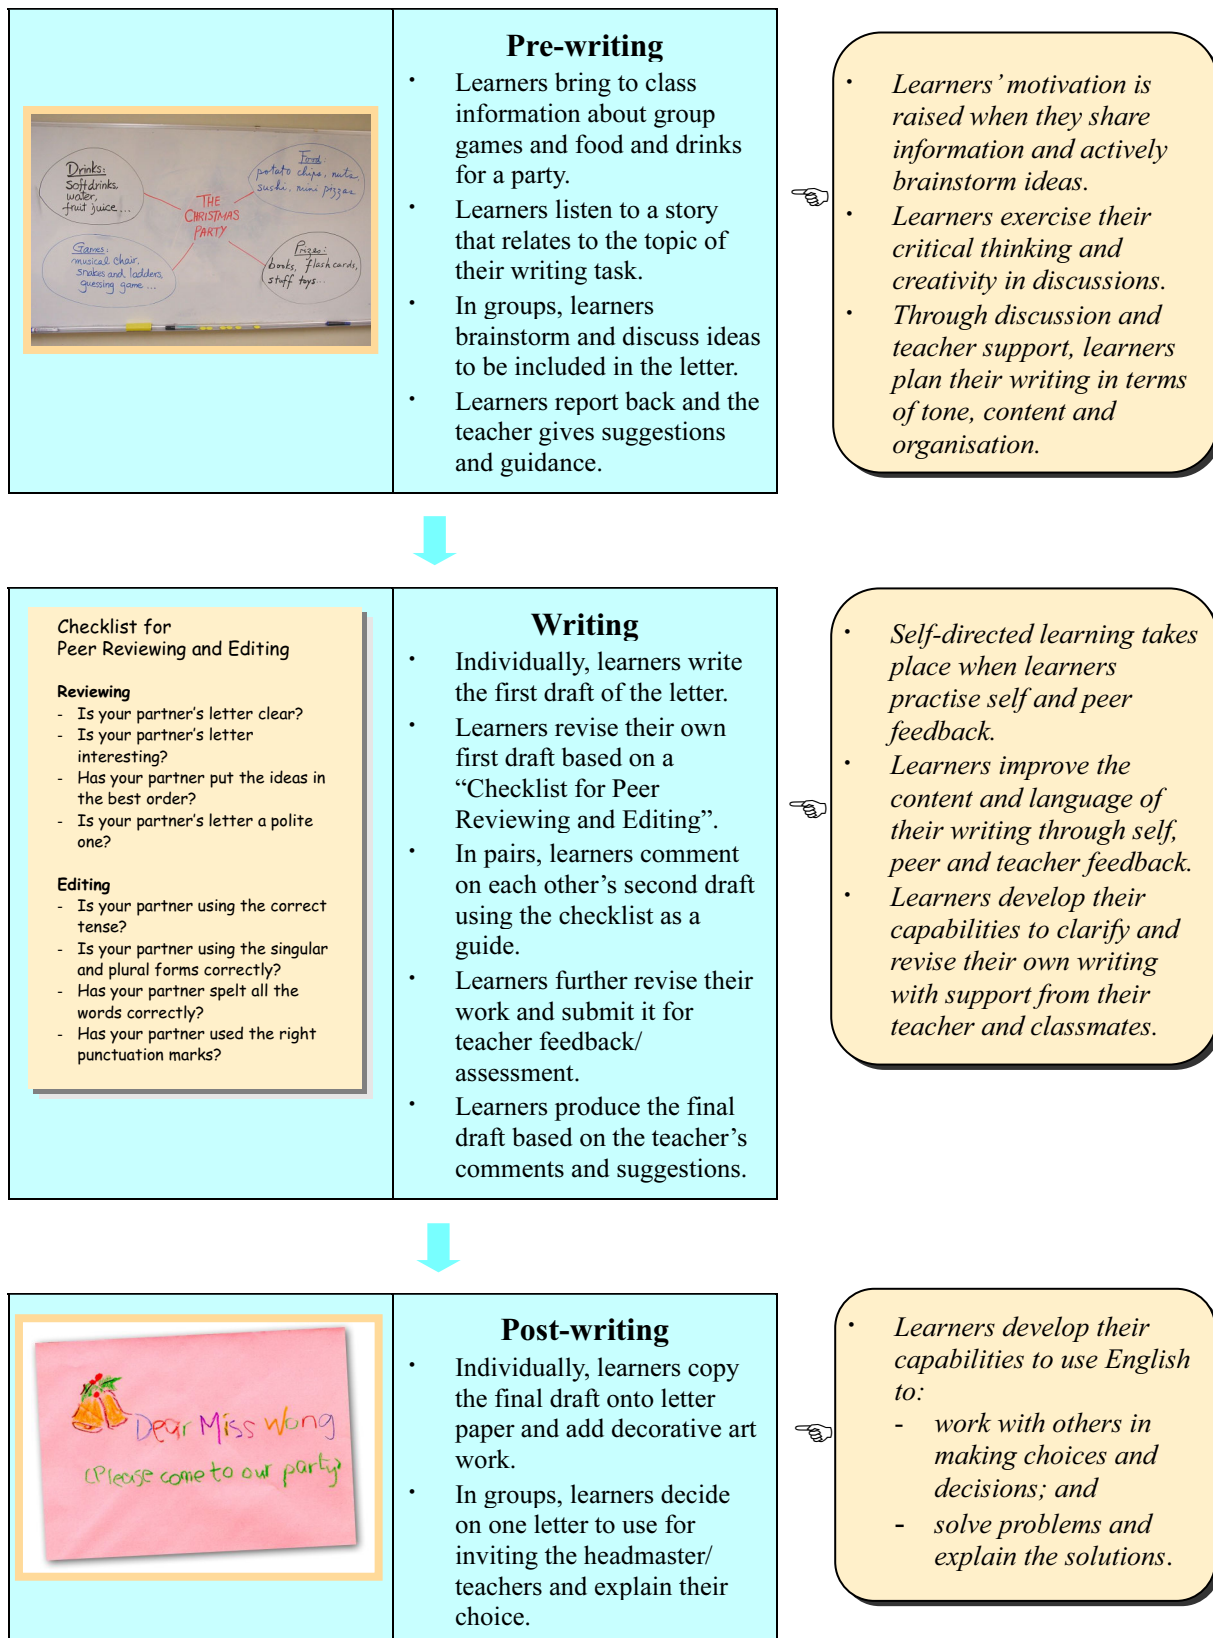 Drinks:
Soft drinks,
water,
fruit juice ...
Food
potato chips, nuts,
sushi, mini pizzas
THE
CHRISTMAS
PARTY
Games:
musical chair,
snakes and ladders,
guessing game ...
Prizes:
books, flash cards,
stuff toys...
Pre-writing
• Learners bring to class
information about group
games and food and drinks
for a party.
• Learners listen to a story
that relates to the topic of
their writing task.
• In groups, learners
brainstorm and discuss ideas
to be included in the letter.
• Learners report back and the
teacher gives suggestions
and guidance.
• Learners’ motivation is
raised when they share
information and actively
brainstorm ideas.
• Learners exercise their
critical thinking and
creativity in discussions.
• Through discussion and
teacher support, learners
plan their writing in terms
of tone, content and
organisation.
Checklist for
Peer Reviewing and Editing
Reviewing
- Is your partner’s letter clear?
- Is your partner’s letter
interesting?
- Has your partner put the ideas in
the best order?
- Is your partner’s letter a polite
one?
Editing
- Is your partner using the correct
tense?
- Is your partner using the singular
and plural forms correctly?
- Has your partner spelt all the
words correctly?
- Has your partner used the right
punctuation marks?
Writing
• Individually, learners write
the first draft of the letter.
• Learners revise their own
first draft based on a
“Checklist for Peer
Reviewing and Editing”.
• In pairs, learners comment
on each other’s second draft
using the checklist as a
guide.
• Learners further revise their
work and submit it for
teacher feedback/
assessment.
• Learners produce the final
draft based on the teacher’s
comments and suggestions.
• Self-directed learning takes
place when learners
practise self and peer
feedback.
• Learners improve the
content and language of
their writing through self,
peer and teacher feedback.
• Learners develop their
capabilities to clarify and
revise their own writing
with support from their
teacher and classmates.
Dear Miss Wong
(Please come to our party)
Post-writing
• Individually, learners copy
the final draft onto letter
paper and add decorative art
work.
• In groups, learners decide
on one letter to use for
inviting the headmaster/
teachers and explain their
choice.
• Learners develop their
capabilities to use English
to:
- work with others in
making choices and
decisions; and
- solve problems and
explain the solutions.